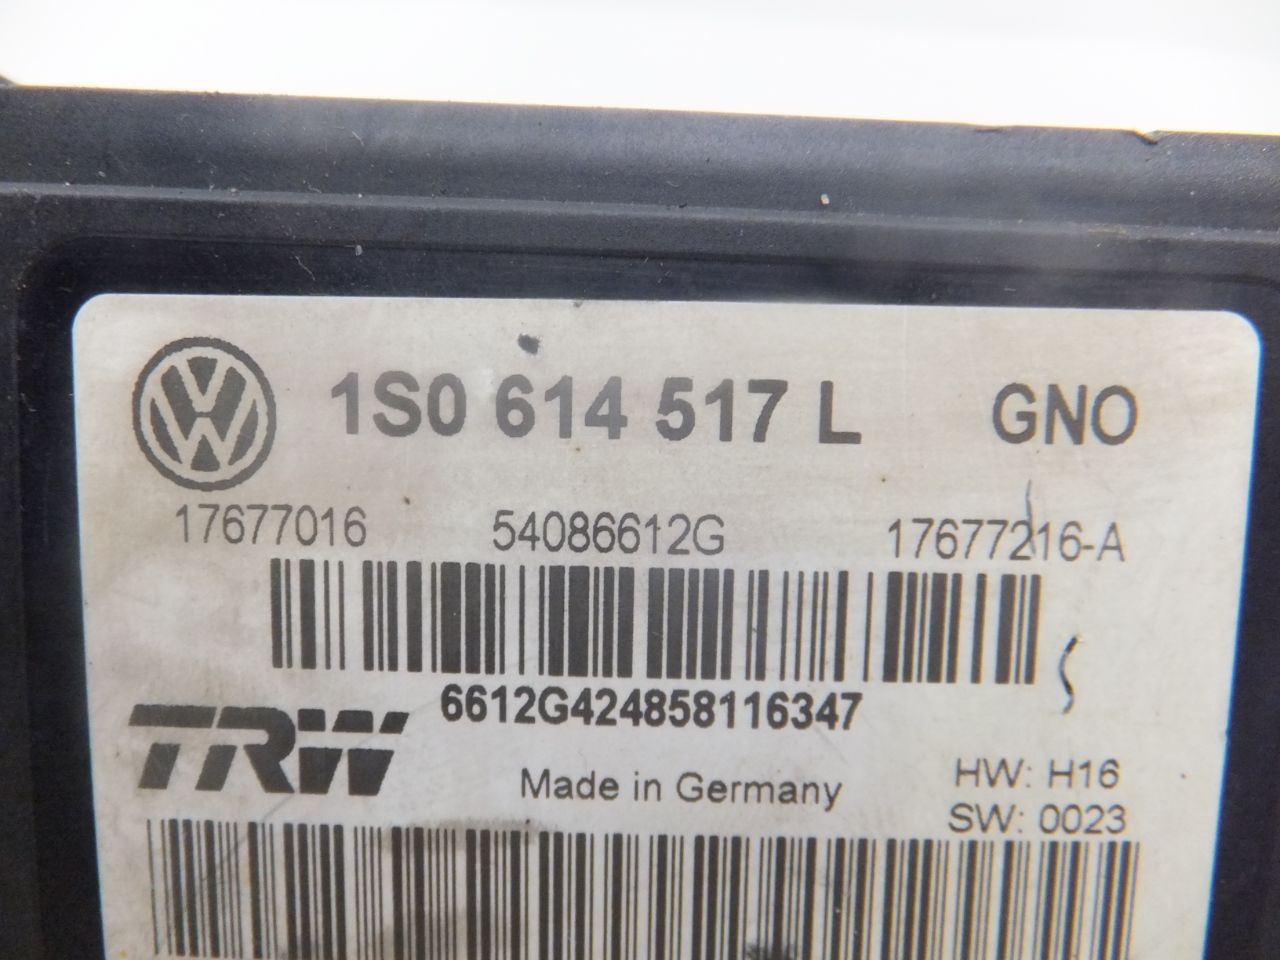 1S0 614 517 L GNO
17677016 54086612G 17677216-A
6612G424858116347
TRW
Made in Germany
HW: H16
SW: 0023